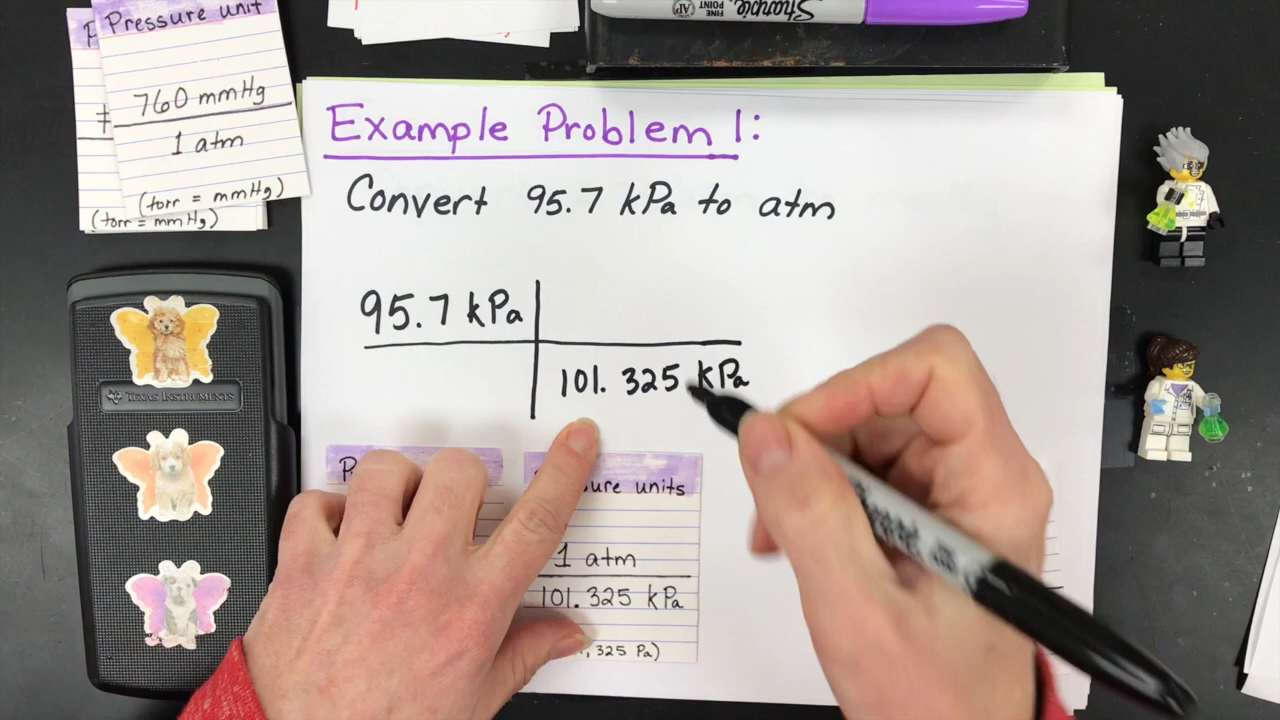 Pressure unit
760 mmHg
1 atm
(torr = mmHg)
(torr = mmHg)
Sharpie
FINE POINT
AP
Example Problem 1:
Convert 95.7 kPa to atm
95.7 kPa
101.325 kPa
TEXAS INSTRUMENTS
units
1 atm
101.325 kPa
325 Pa)